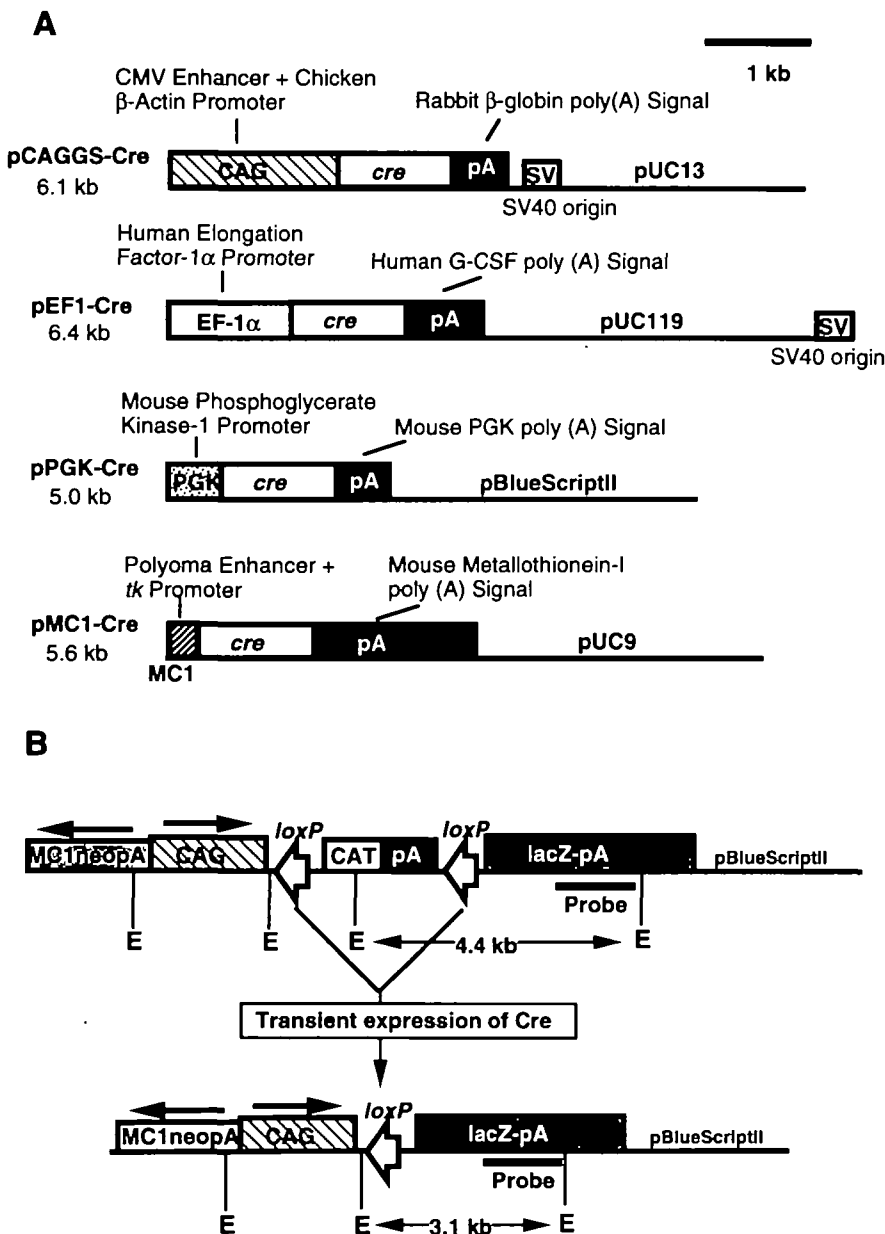 A
1 kb
CMV Enhancer + Chicken
β-Actin Promoter
Rabbit β-globin poly(A) Signal
pCAGGS-Cre
6.1 kb
CAG
cre
pA
SV
pUC13
SV40 origin
Human Elongation
Factor-1α Promoter
Human G-CSF poly (A) Signal
pEF1-Cre
6.4 kb
EF-1α
cre
pA
pUC119
SV
SV40 origin
Mouse Phosphoglycerate
Kinase-1 Promoter
Mouse PGK poly (A) Signal
pPGK-Cre
5.0 kb
PGK
cre
pA
pBlueScriptII
Polyoma Enhancer +
tk Promoter
Mouse Metallothionein-I
poly (A) Signal
pMC1-Cre
5.6 kb
cre
pA
pUC9
MC1
B
loxP
loxP
MC1neopA
CAG
CAT
pA
lacZ-pA
pBlueScriptII
Probe
E
E
E
4.4 kb
E
Transient expression of Cre
loxP
MC1neopA
CAG
lacZ-pA
pBlueScriptII
Probe
E
E
3.1 kb
E